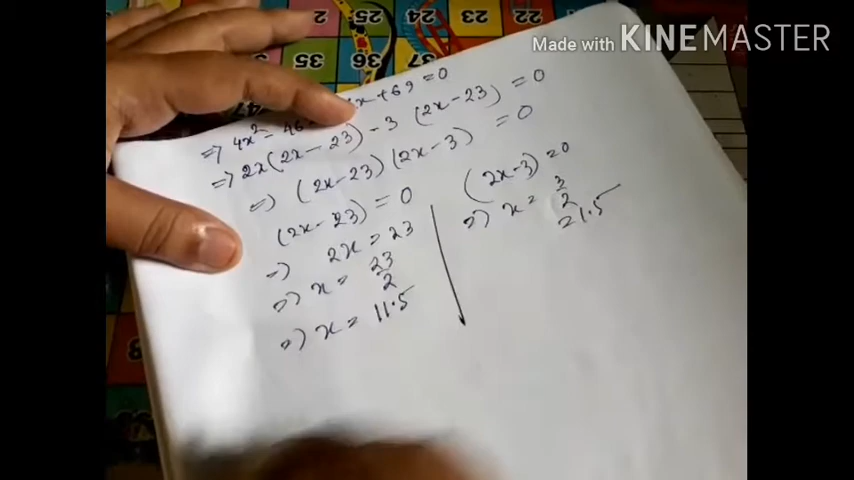 Made with KINEMASTER
2 25 24 23 22
35 36
47
=> 4x² - 46 x + 69 = 0
=> 2x(2x - 23) - 3 (2x - 23) = 0
=> (2x - 23) (2x - 3) = 0
(2x - 23) = 0
=> 2x = 23
=> x = 23/2
=> x = 11.5
(2x - 3) = 0
=> x = 3/2
= 1.5